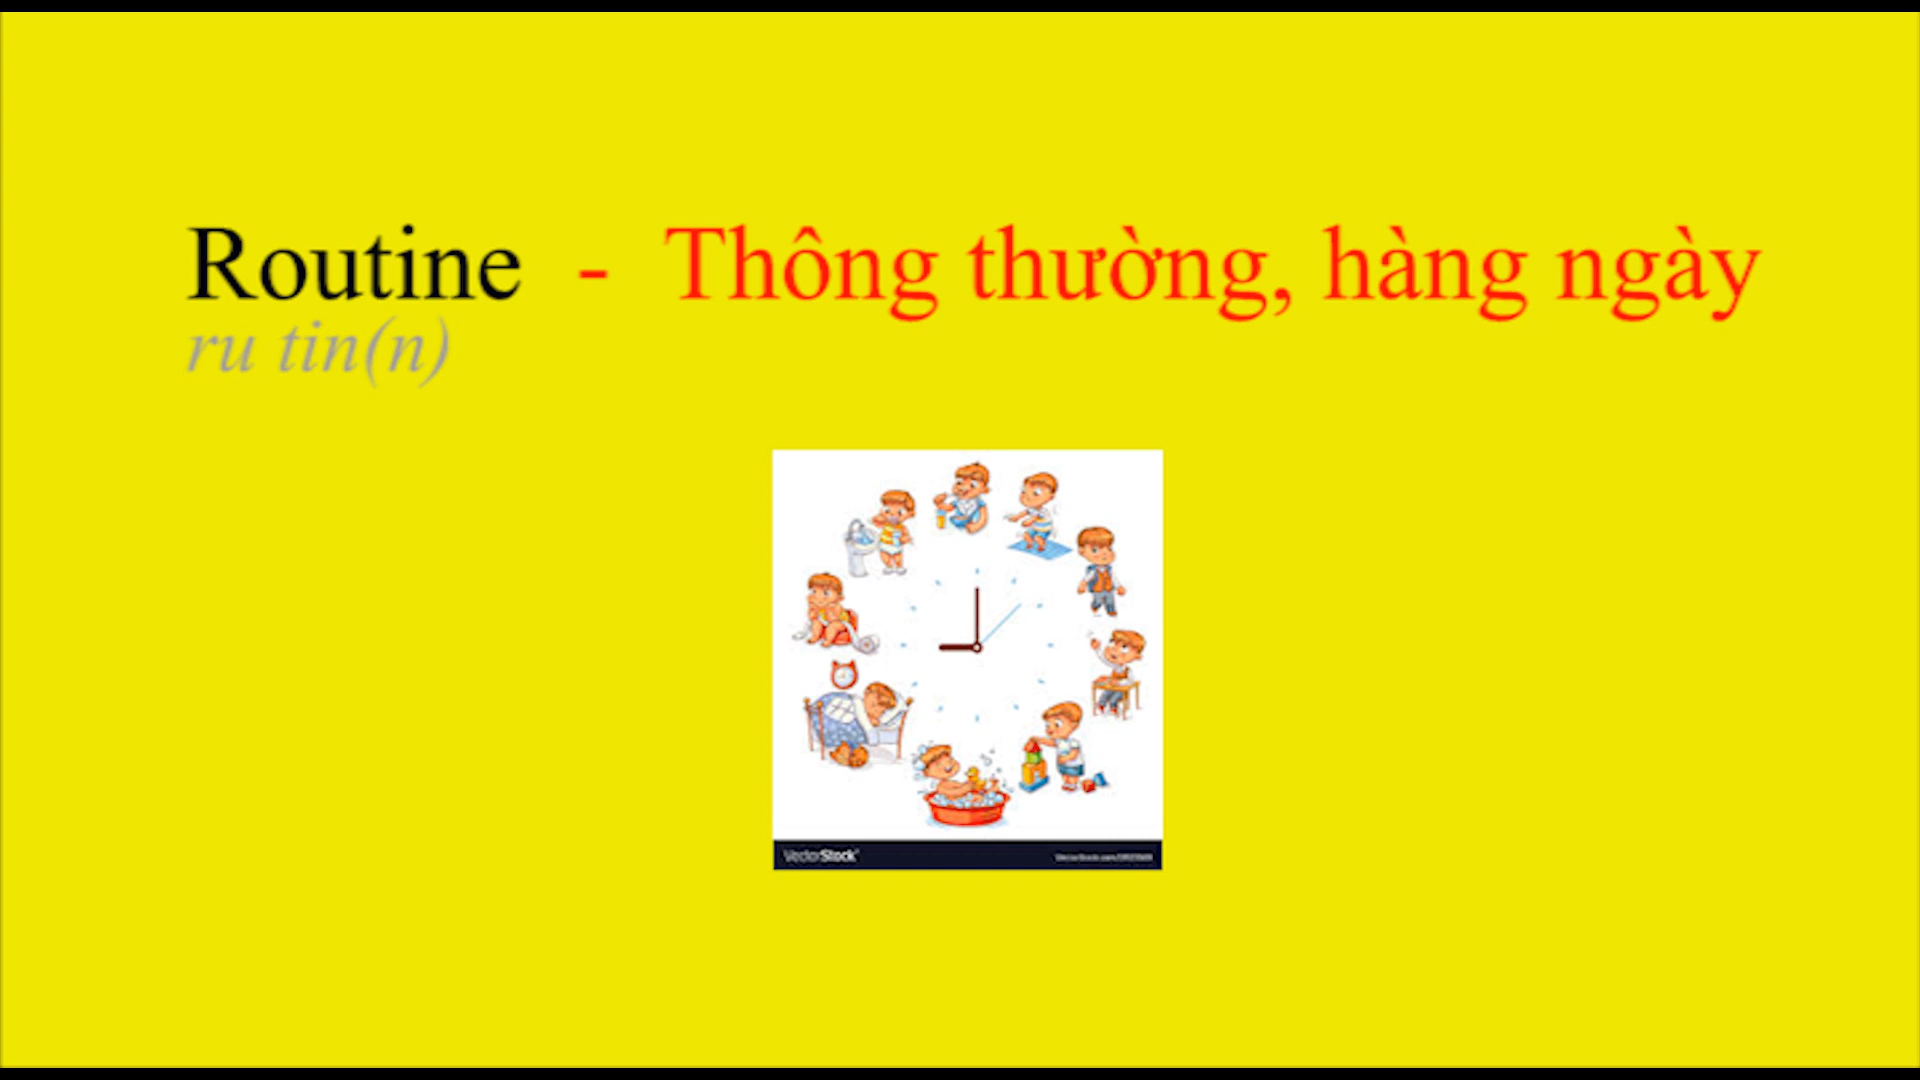 Routine - Thông thường, hàng ngày
ru tin(n)
VectorStock